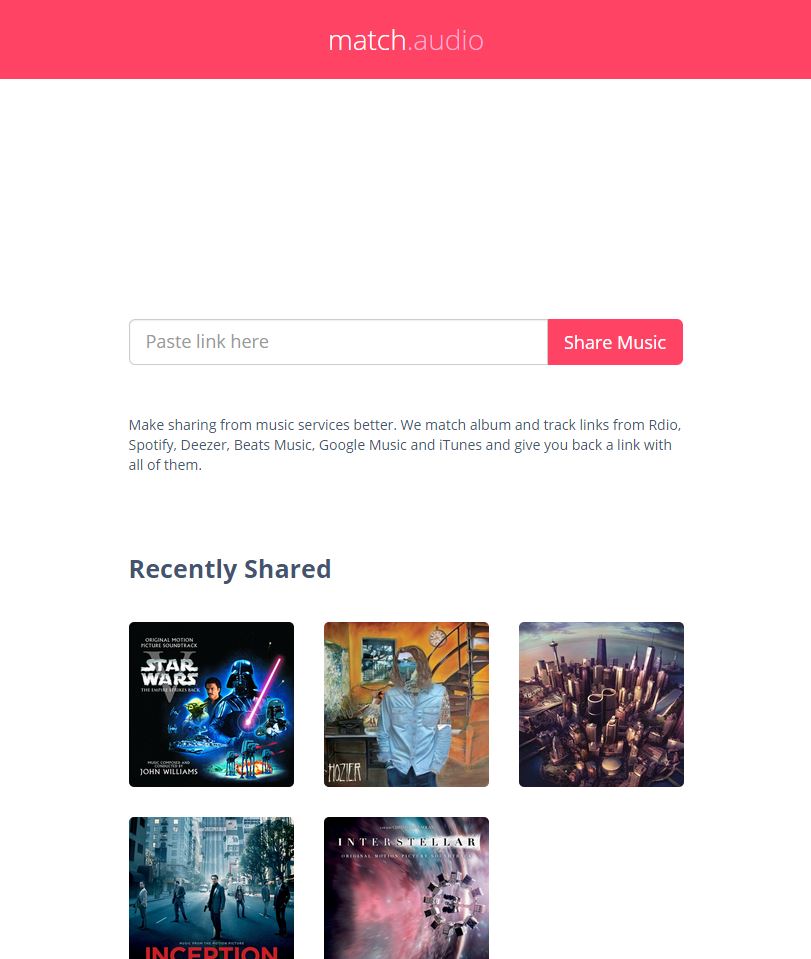 match.audio
Paste link here
Share Music
Make sharing from music services better. We match album and track links from Rdio,
Spotify, Deezer, Beats Music, Google Music and iTunes and give you back a link with
all of them.
Recently Shared
ORIGINAL MOTION
PICTURE SOUNDTRACK
V
STAR
WARS
THE EMPIRE STRIKES BACK
MUSIC COMPOSED AND
CONDUCTED BY
JOHN WILLIAMS
HOZIER
MUSIC FROM THE MOTION PICTURE
INCEPTION
INTERSTELLAR
ORIGINAL MOTION PICTURE SOUNDTRACK